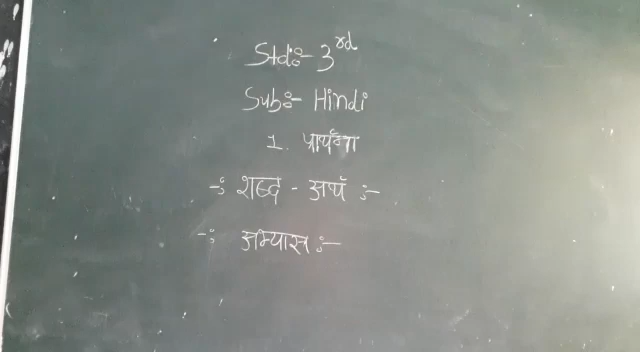 Std:- 3rd
Sub:- Hindi
1. प्रार्थना
-: शब्द - अर्थ :-
-: अभ्यास :-